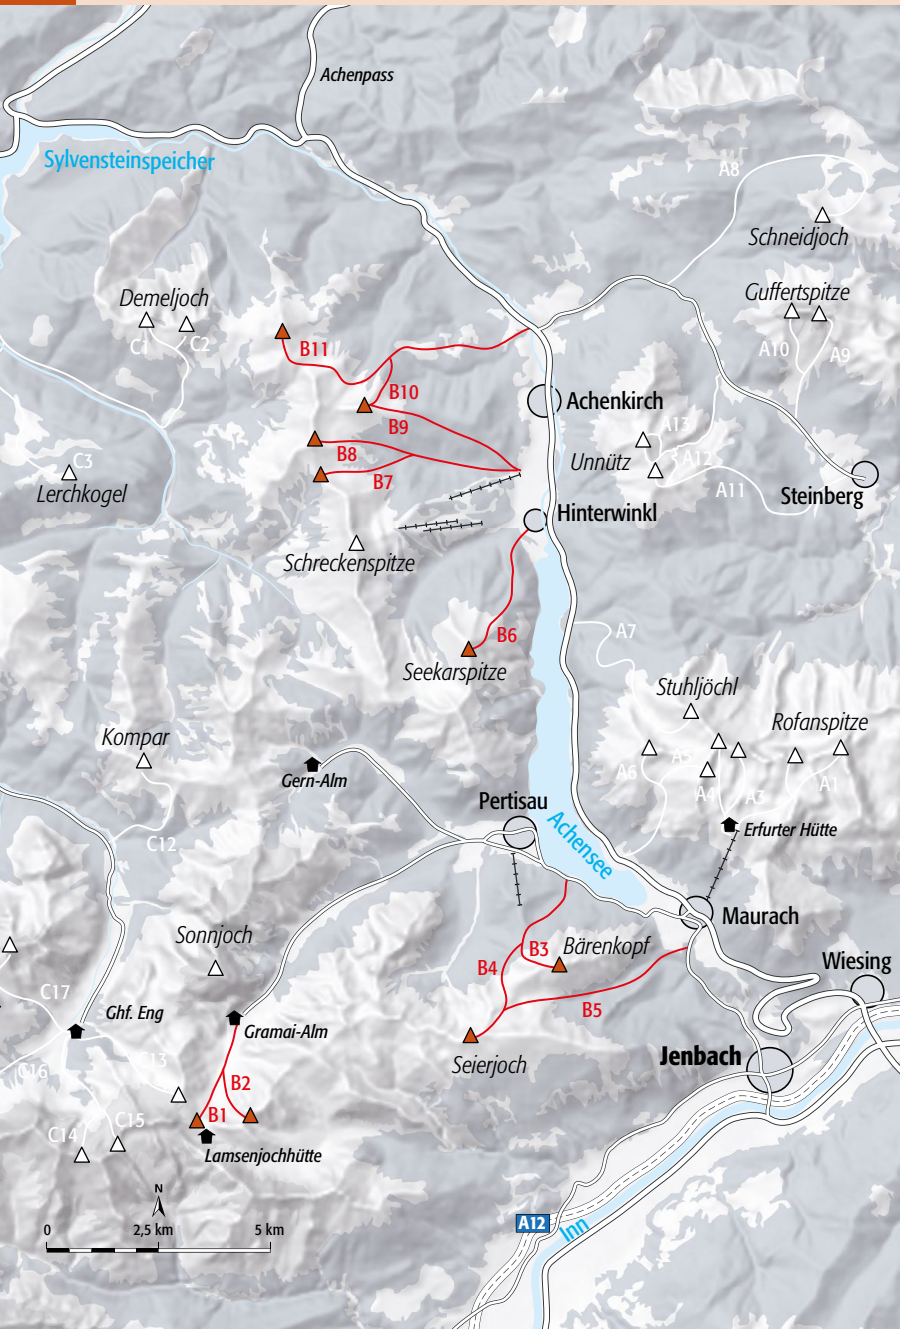 Achenpass
Sylvensteinspeicher
A8
Schneidjoch
Demeljoch
Guffertspitze
C1
C2
B11
A10
A9
B10
Achenkirch
B9
A13
B8
Unnütz
A12
C3
B7
A11
Lerchkogel
Steinberg
Hinterwinkl
Schreckenspitze
B6
A7
Seekarspitze
Stuhljöchl
Rofanspitze
Kompar
A5
A6
Gern-Alm
A4
A3
A1
Pertisau
Erfurter Hütte
Achensee
C12
Maurach
Sonnjoch
B3
Bärenkopf
B4
Wiesing
C17
B5
Ghf. Eng
Gramai-Alm
Seierjoch
Jenbach
C13
C16
B2
B1
C15
C14
Lamsenjochhütte
N
0
2,5 km
5 km
A12
Inn